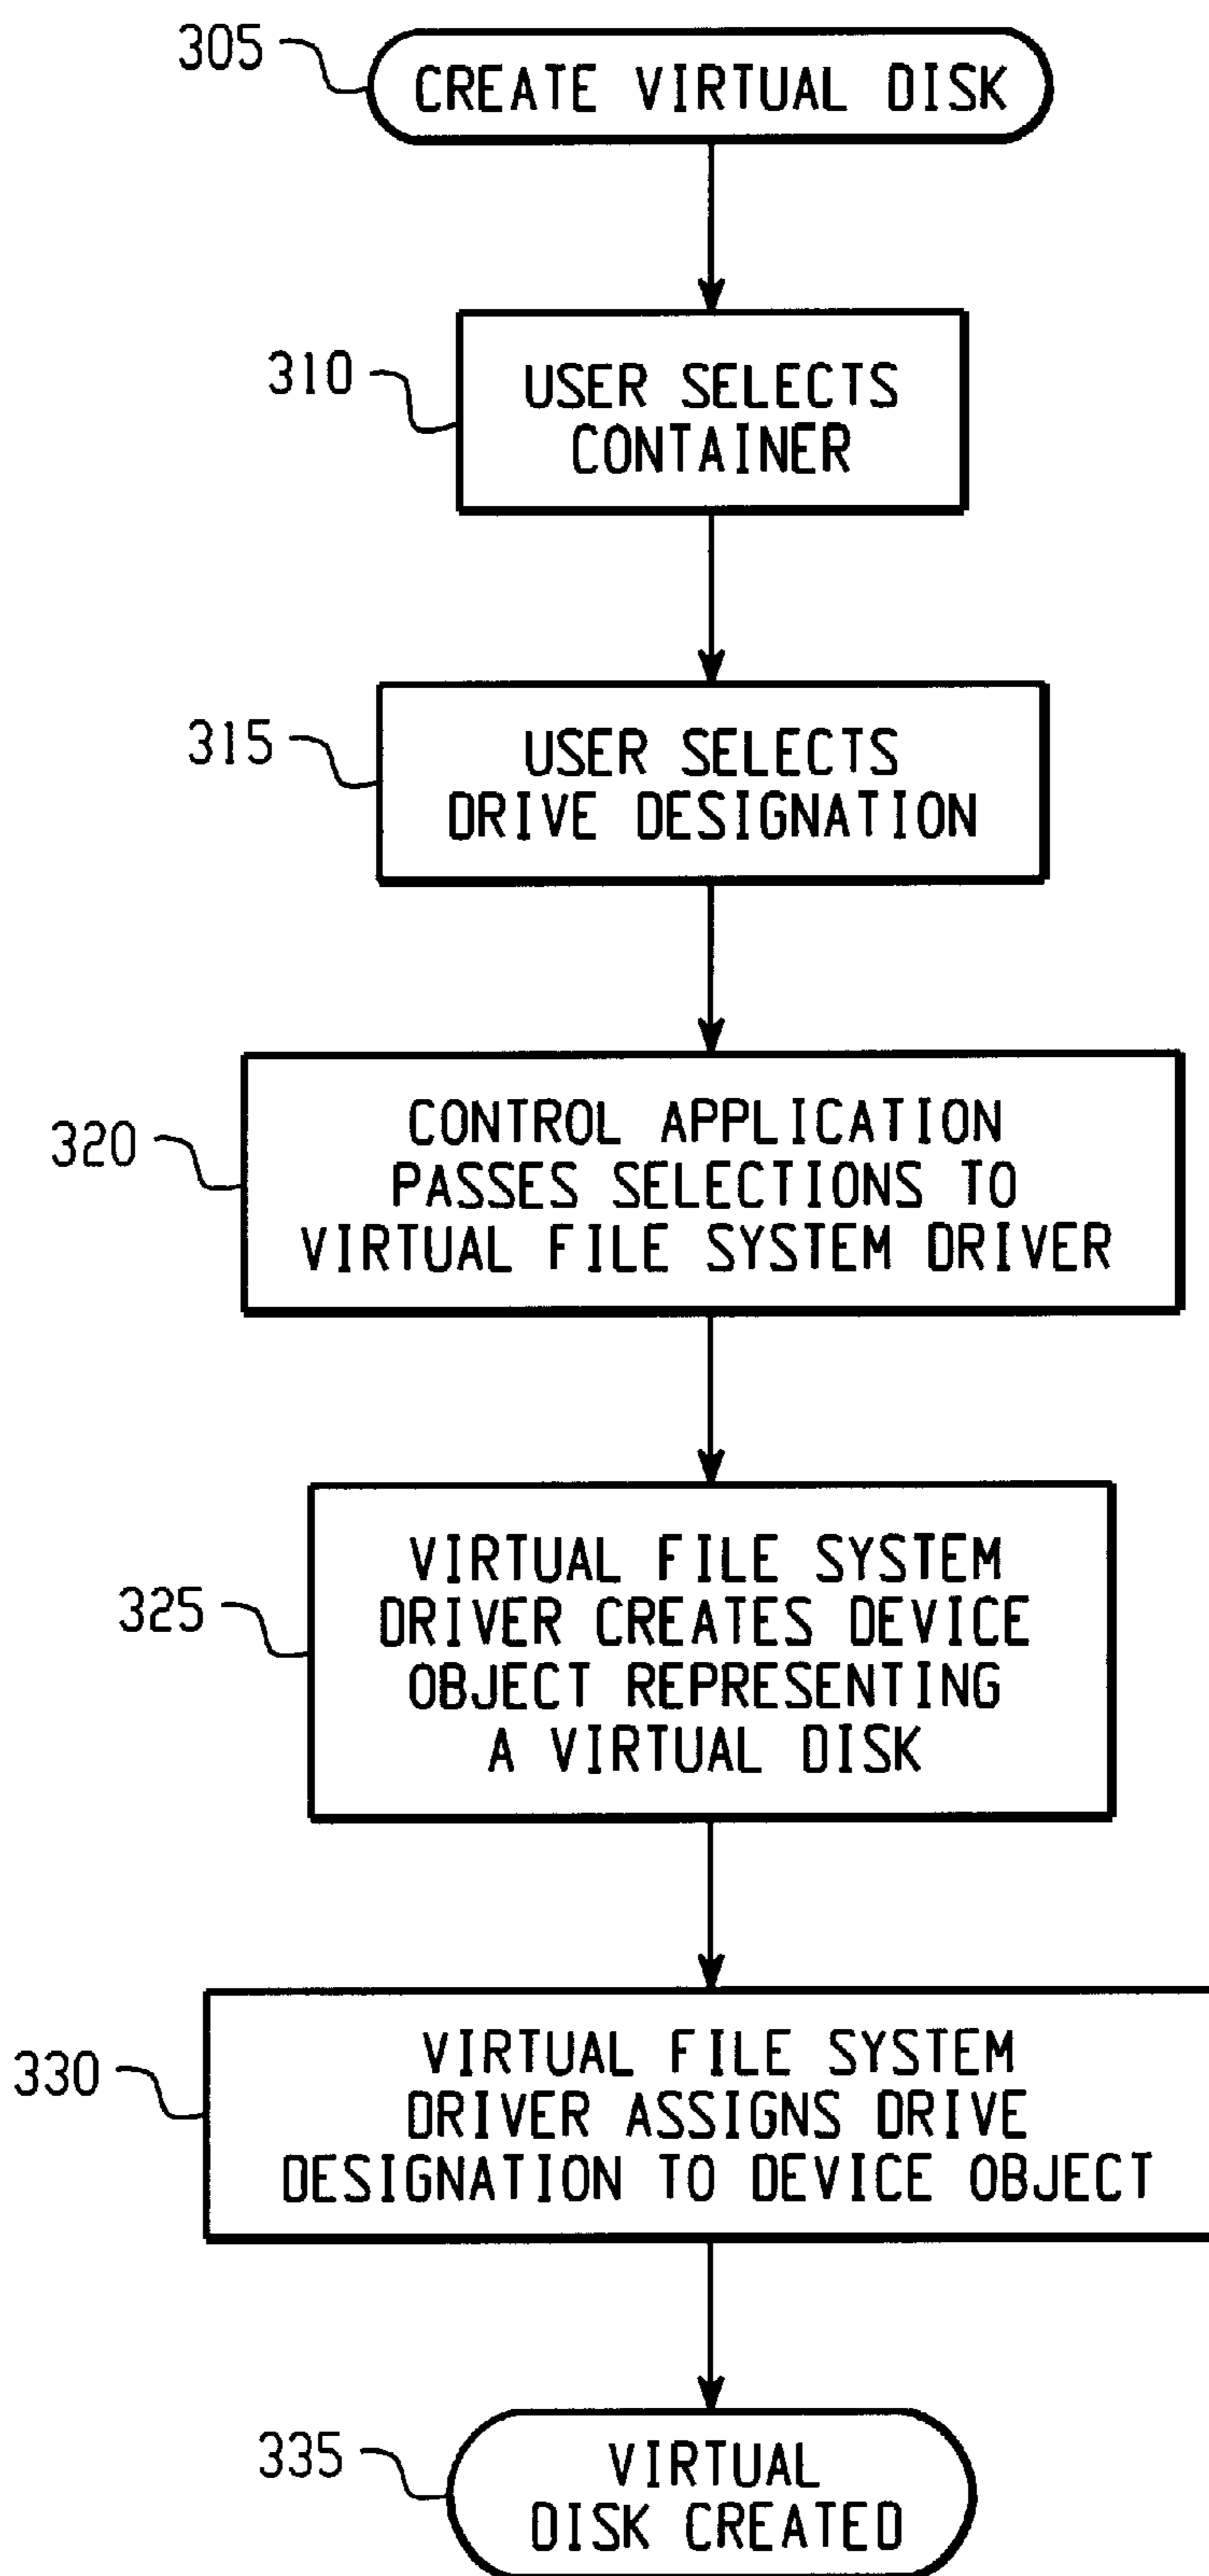 305
CREATE VIRTUAL DISK
310
USER SELECTS
CONTAINER
315
USER SELECTS
DRIVE DESIGNATION
320
CONTROL APPLICATION
PASSES SELECTIONS TO
VIRTUAL FILE SYSTEM DRIVER
325
VIRTUAL FILE SYSTEM
DRIVER CREATES DEVICE
OBJECT REPRESENTING
A VIRTUAL DISK
330
VIRTUAL FILE SYSTEM
DRIVER ASSIGNS DRIVE
DESIGNATION TO DEVICE OBJECT
335
VIRTUAL
DISK CREATED